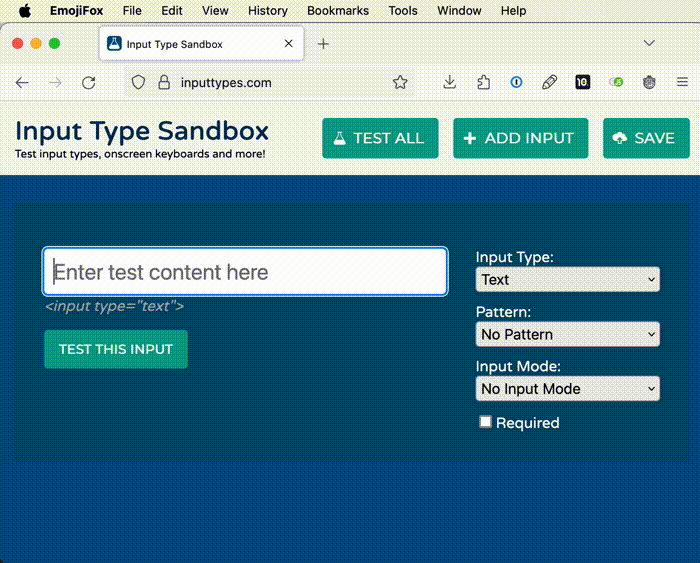 EmojiFox File Edit View History Bookmarks Tools Window Help
Input Type Sandbox
inputtypes.com
10.
JS
Input Type Sandbox
Test input types, onscreen keyboards and more!
TEST ALL
ADD INPUT
SAVE
Enter test content here
<input type="text">
TEST THIS INPUT
Input Type:
Text
Pattern:
No Pattern
Input Mode:
No Input Mode
Required